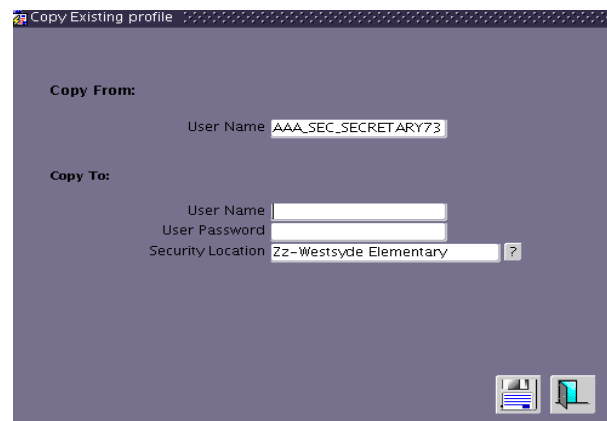 Copy Existing profile
Copy From:
User Name AAA_SEC_SECRETARY73
Copy To:
User Name
User Password
Security Location Zz-Westsyde Elementary ?